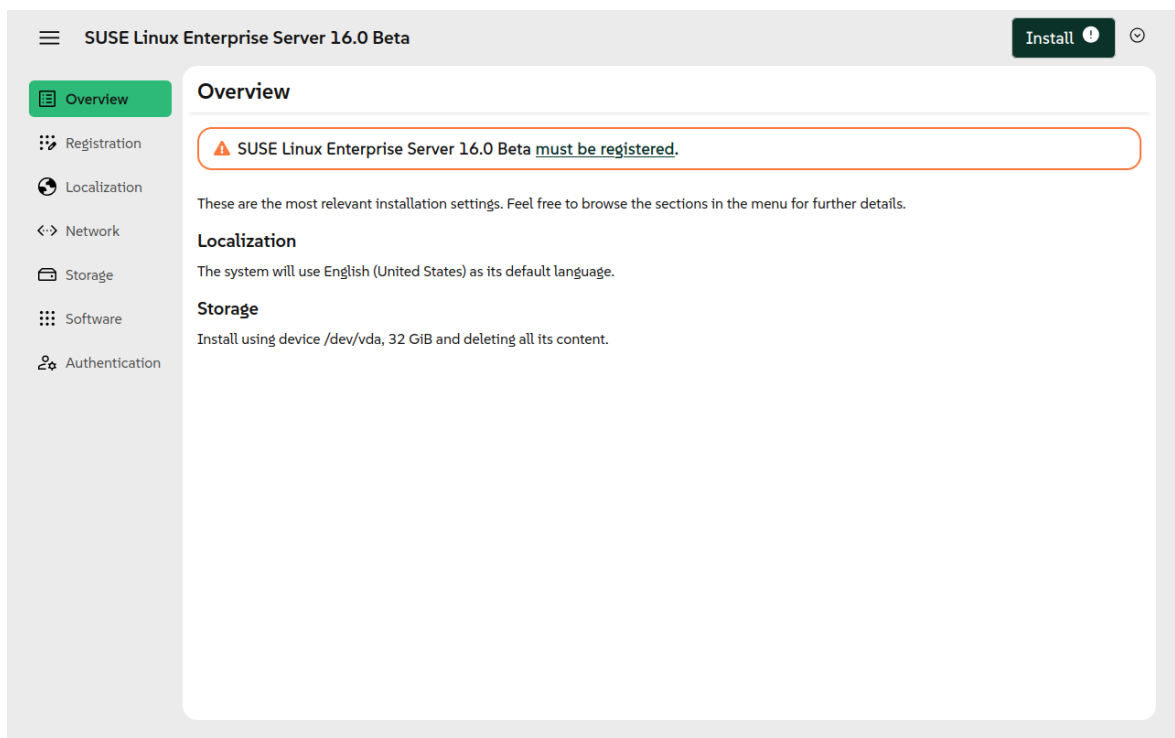 SUSE Linux Enterprise Server 16.0 Beta
Install
Overview
Registration
Localization
Network
Storage
Software
Authentication
Overview
SUSE Linux Enterprise Server 16.0 Beta must be registered.
These are the most relevant installation settings. Feel free to browse the sections in the menu for further details.
Localization
The system will use English (United States) as its default language.
Storage
Install using device /dev/vda, 32 GiB and deleting all its content.